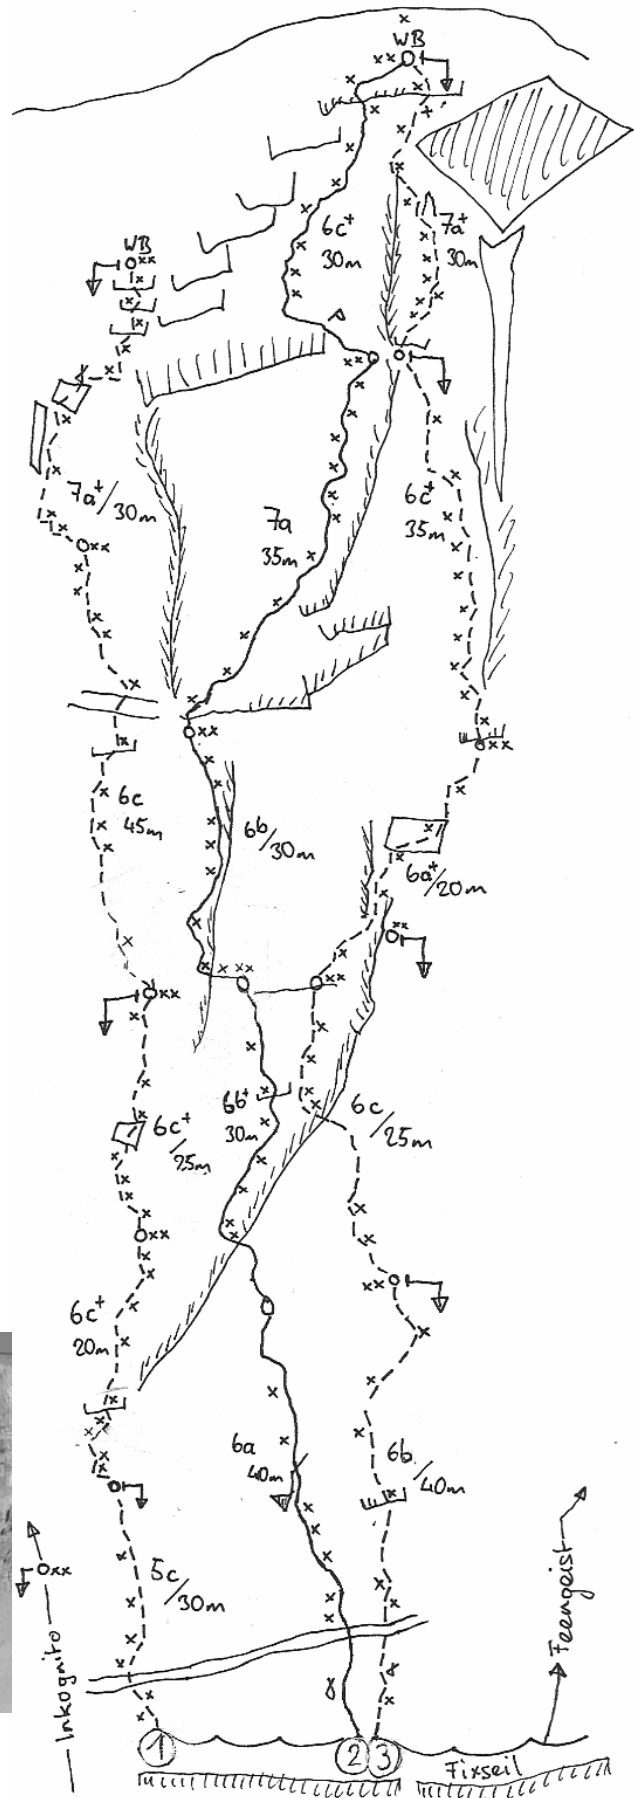 WB
6c+
30m
7a+
30m
WB
7a+/30m
7a
35m
6c+
35m
6c
45m
6b/30m
6a+/20m
6c+/25m
6b+
30m
6c/25m
6c+
20m
6a
40m
6b/40m
5c/30m
Inkognito
Feengeist
1
2
3
Fixseil